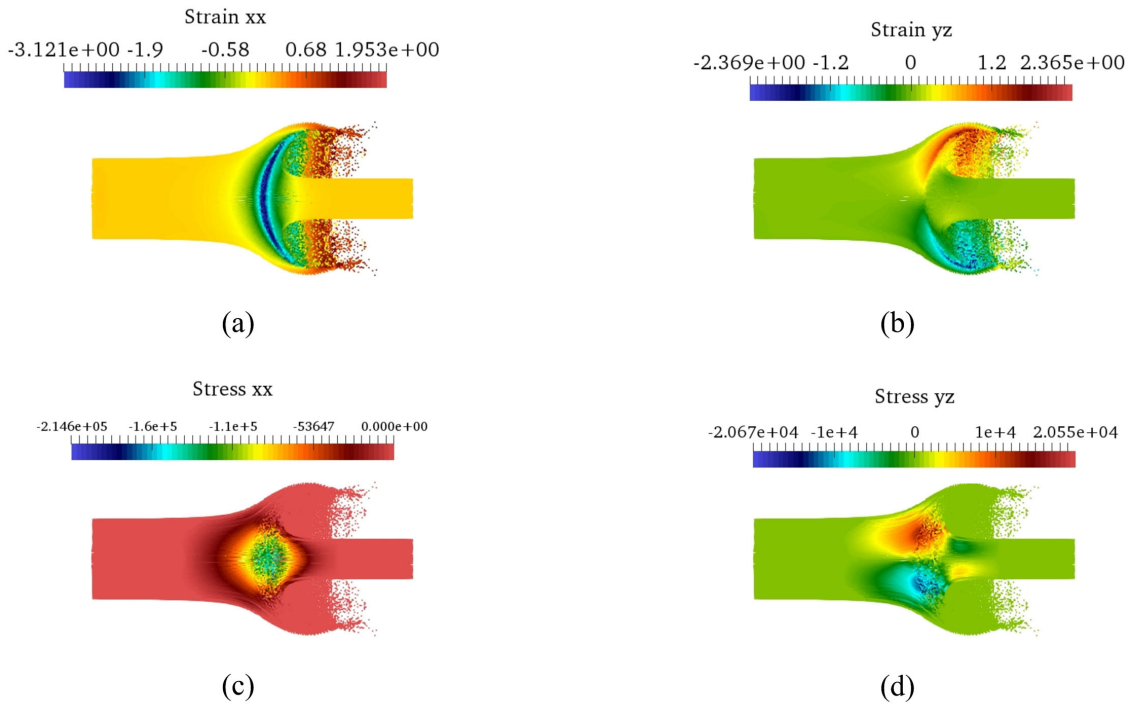 Strain xx
-3.121e+00 -1.9 -0.58 0.68 1.953e+00
Strain yz
-2.369e+00 -1.2 0 1.2 2.365e+00
(a)
(b)
Stress xx
-2.146e+05 -1.6e+5 -1.1e+5 -53647 0.000e+00
Stress yz
-2.067e+04 -1e+4 0 1e+4 2.055e+04
(c)
(d)